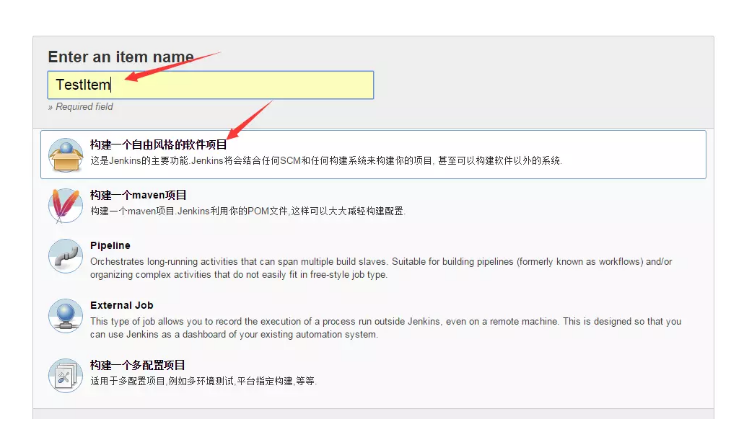 Enter an item name
TestItem
» Required field
构建一个自由风格的软件项目
这是Jenkins的主要功能.Jenkins将会结合任何SCM和任何构建系统来构建你的项目, 甚至可以构建软件以外的系统.
构建一个maven项目
构建一个maven项目.Jenkins利用你的POM文件,这样可以大大减轻构建配置.
Pipeline
Orchestrates long-running activities that can span multiple build slaves. Suitable for building pipelines (formerly known as workflows) and/or
organizing complex activities that do not easily fit in free-style job type.
External Job
This type of job allows you to record the execution of a process run outside Jenkins, even on a remote machine. This is designed so that you
can use Jenkins as a dashboard of your existing automation system.
构建一个多配置项目
适用于多配置项目,例如多环境测试,平台指定构建,等等.